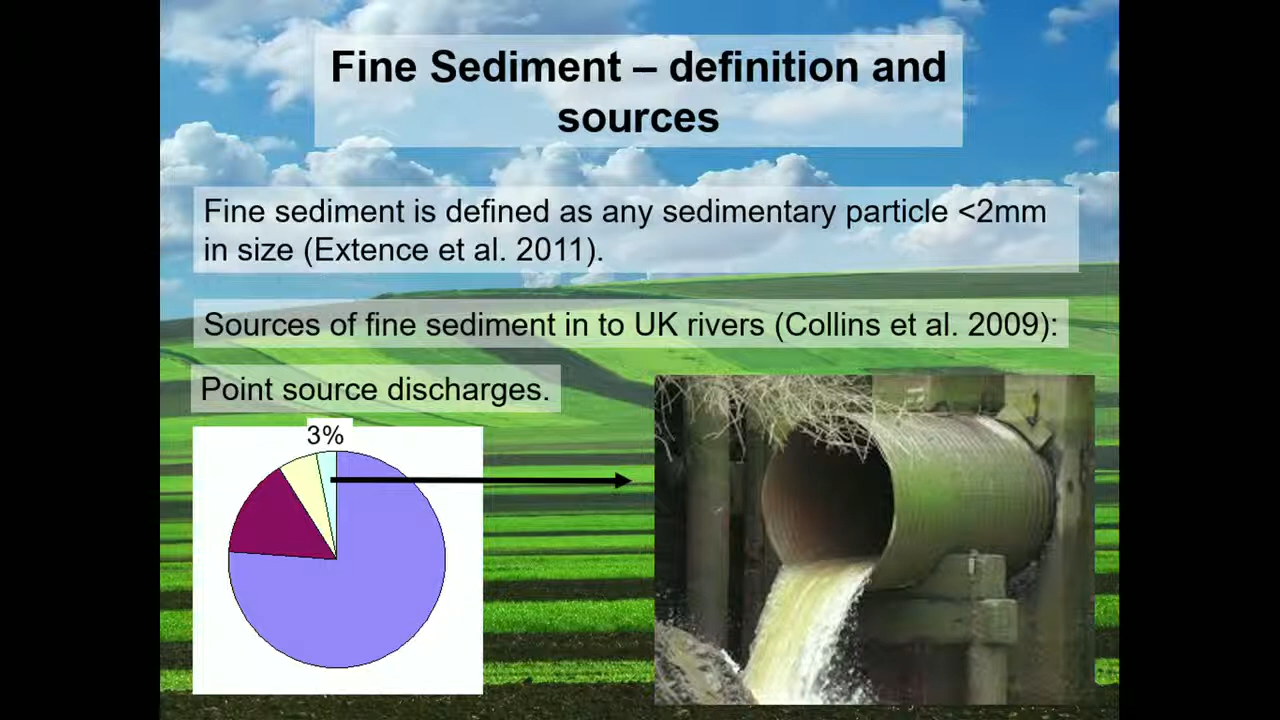 Fine Sediment – definition and
sources
Fine sediment is defined as any sedimentary particle <2mm
in size (Extence et al. 2011).
Sources of fine sediment in to UK rivers (Collins et al. 2009):
Point source discharges.
3%